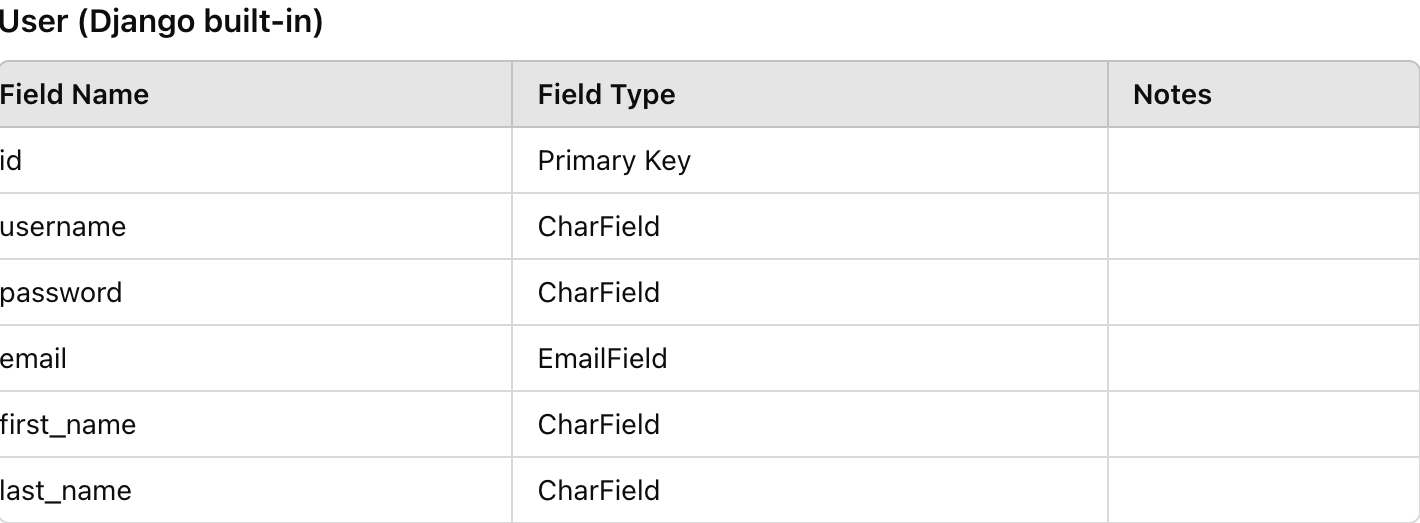 User (Django built-in)
Field Name Field Type Notes
id Primary Key
username CharField
password CharField
email EmailField
first_name CharField
last_name CharField